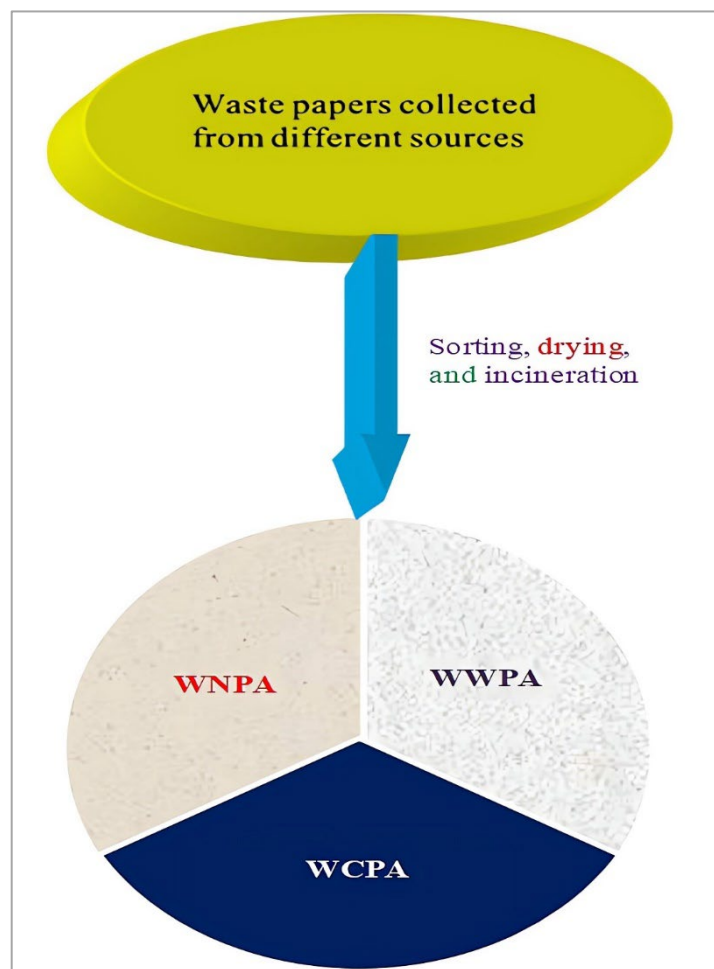 Waste papers collected
from different sources
Sorting, drying,
and incineration
WNPA
WWPA
WCPA